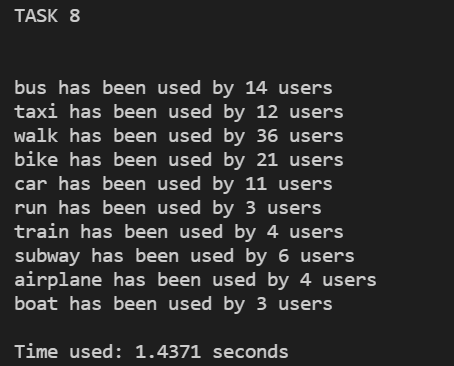 TASK 8
bus has been used by 14 users
taxi has been used by 12 users
walk has been used by 36 users
bike has been used by 21 users
car has been used by 11 users
run has been used by 3 users
train has been used by 4 users
subway has been used by 6 users
airplane has been used by 4 users
boat has been used by 3 users
Time used: 1.4371 seconds